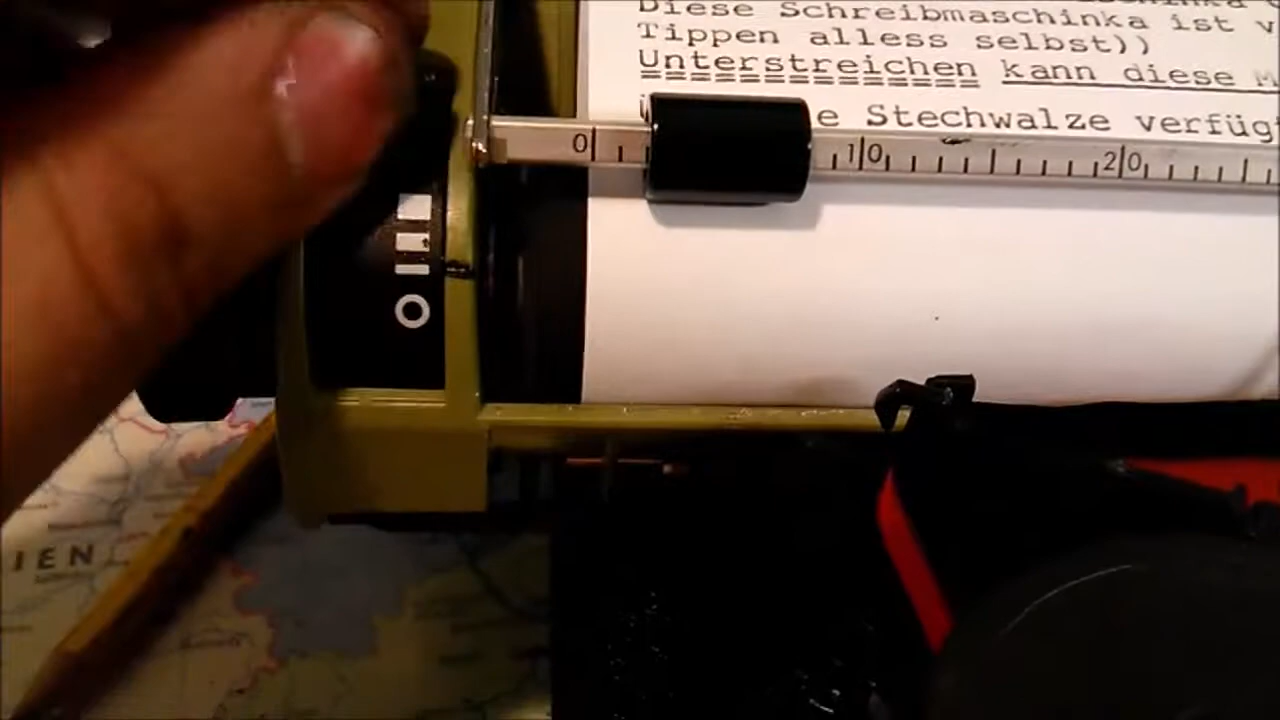 Diese Schreibmaschinka ist v
Tippen alless selbst))
Unterstreichen kann diese M
e Stechwalze verfüg
0 10 20
IEN